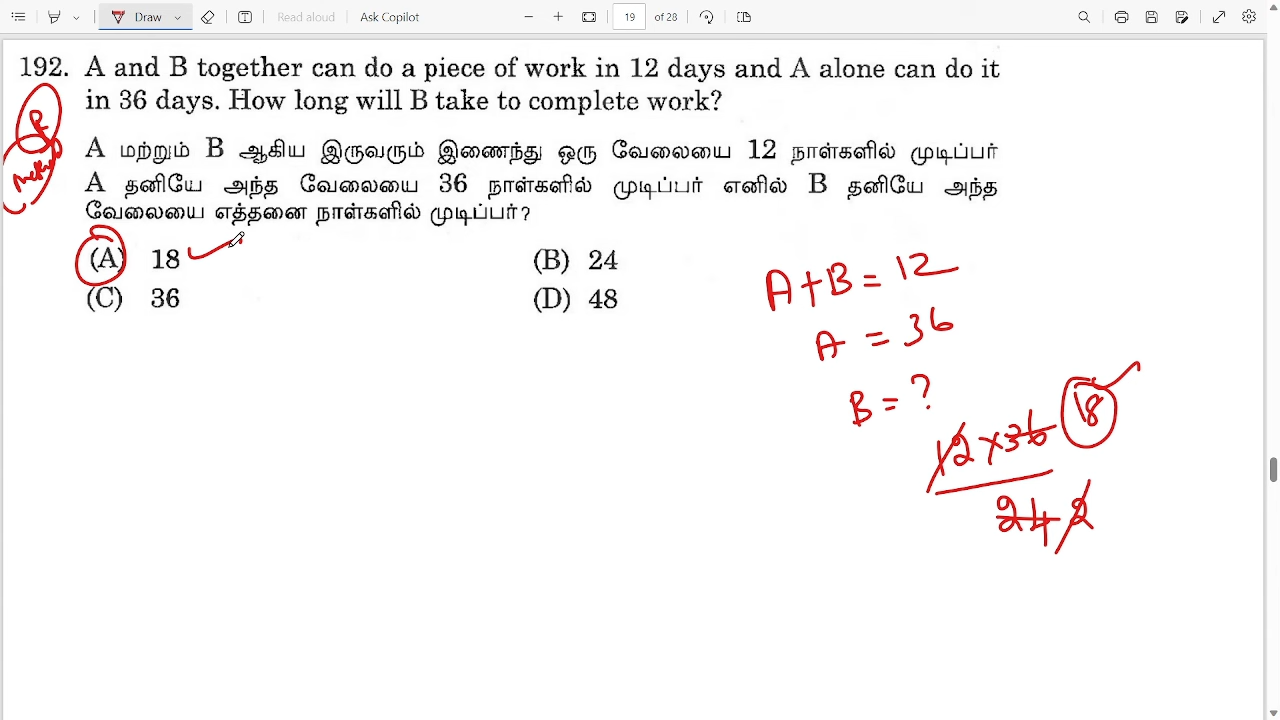 Draw
Read aloud
Ask Copilot
19 of 28
192. A and B together can do a piece of work in 12 days and A alone can do it
in 36 days. How long will B take to complete work?
A மற்றும் B ஆகிய இருவரும் இணைந்து ஒரு வேலையை 12 நாள்களில் முடிப்பர்
A தனியே அந்த வேலையை 36 நாள்களில் முடிப்பர் எனில் B தனியே அந்த
வேலையை எத்தனை நாள்களில் முடிப்பர்?
(A) 18
(B) 24
(C) 36
(D) 48
A+B = 12
A = 36
B = ?
12 x 36 18
24 2